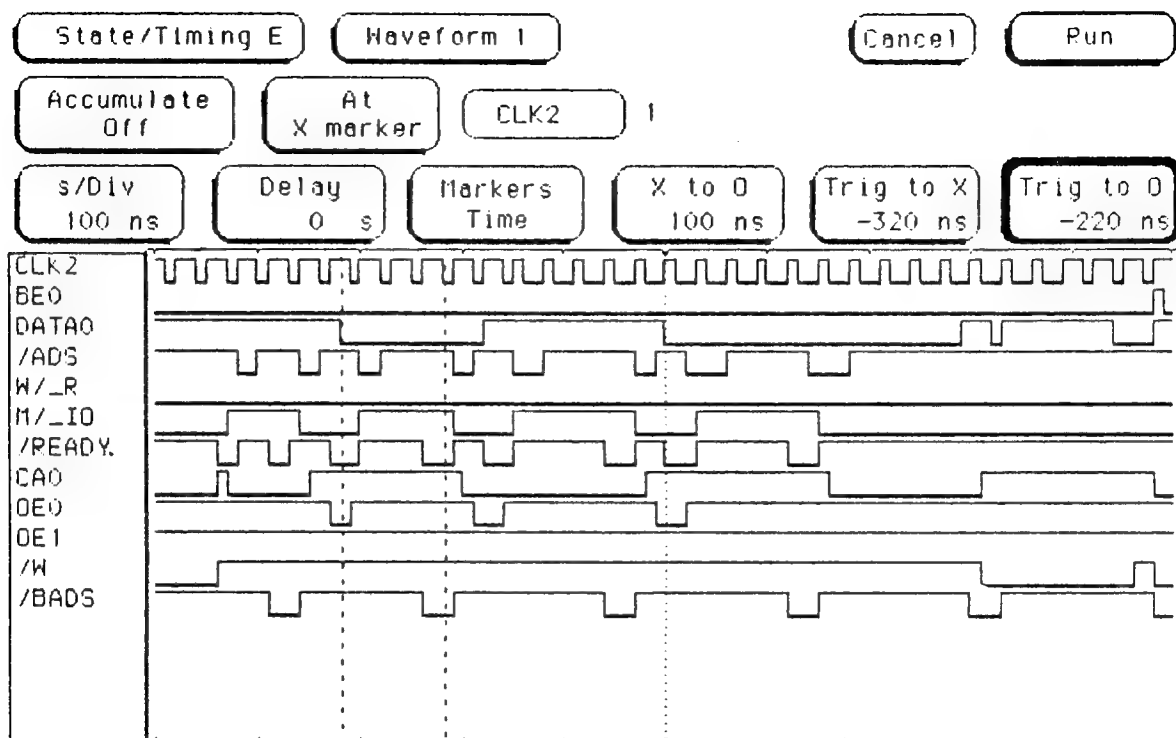 State/Timing E Waveform 1 Cancel Run
Accumulate Off At X marker CLK2 1
s/Div 100 ns Delay 0 s Markers Time X to O 100 ns Trig to X -320 ns Trig to O -220 ns
CLK2
BE0
DATA0
/ADS
W/_R
M/_IO
/READY.
CA0
OE0
OE1
/W
/BADS